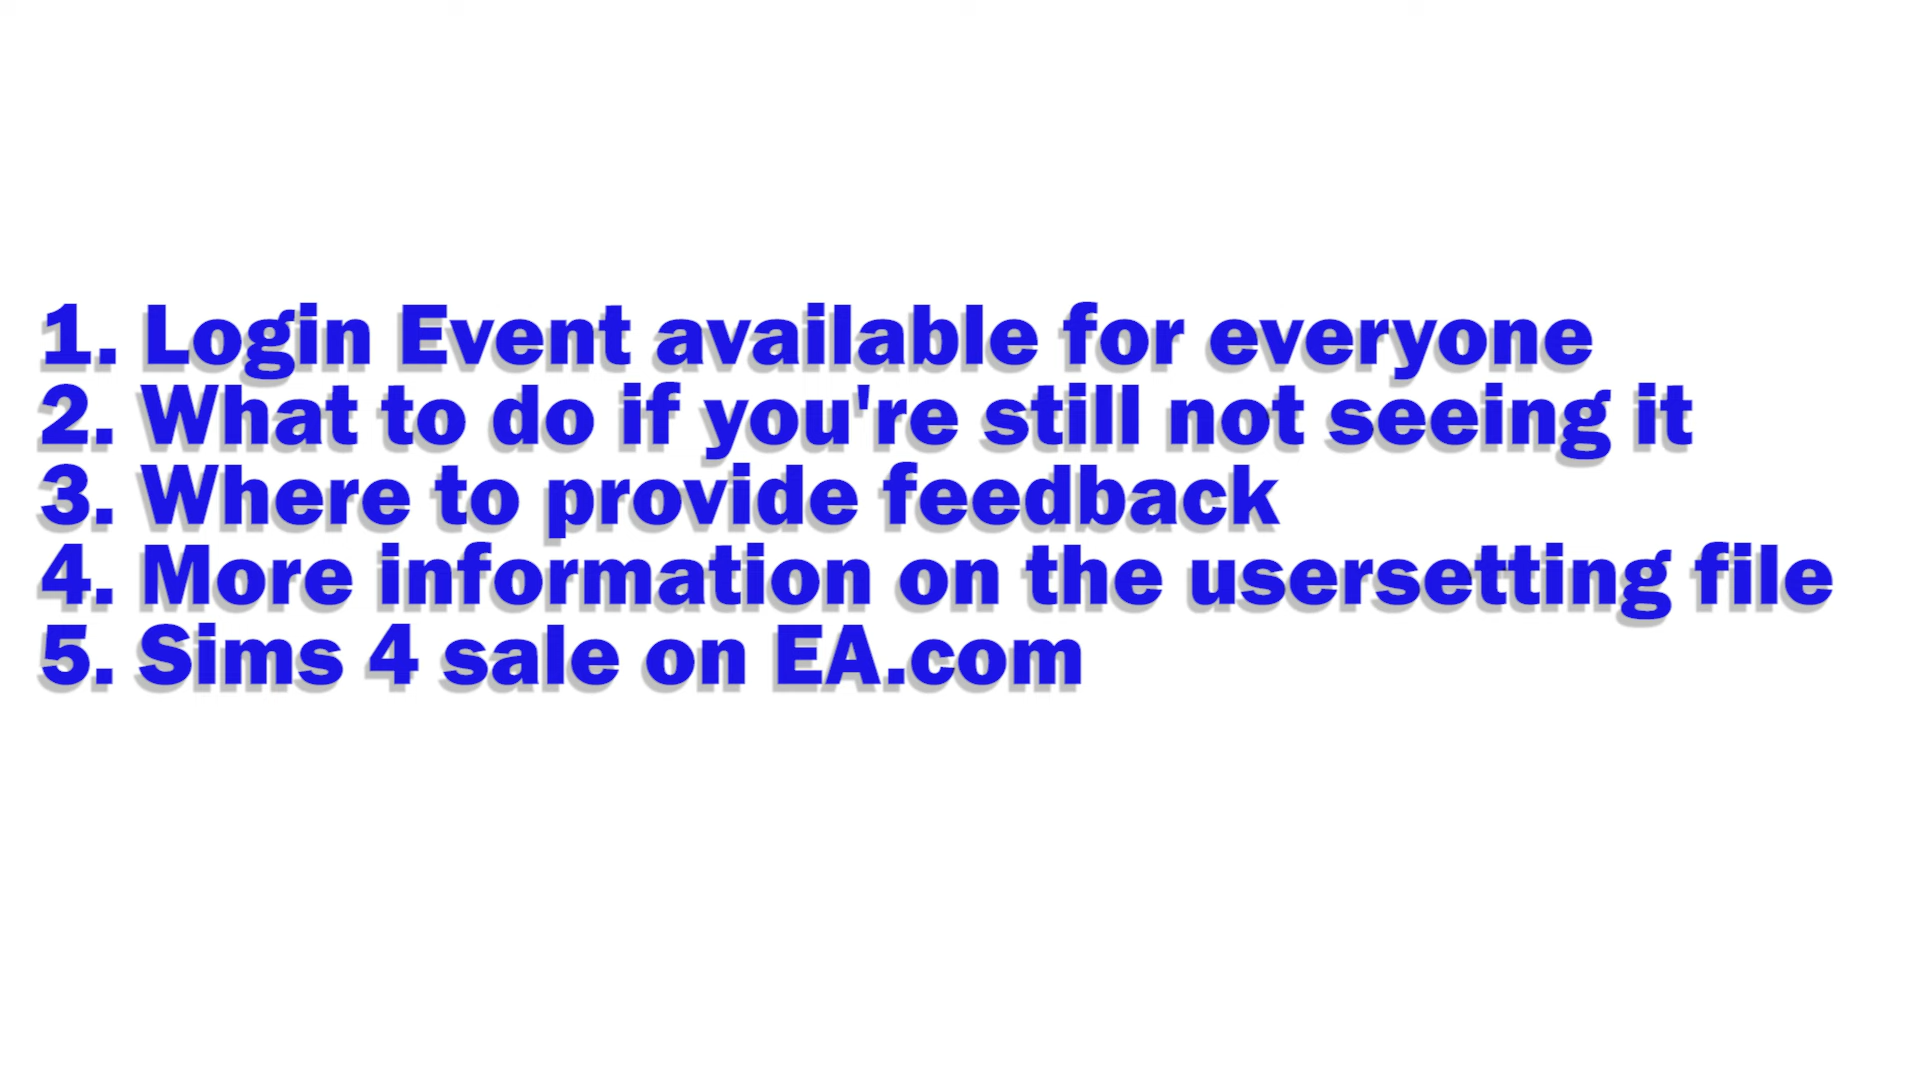 1. Login Event available for everyone
2. What to do if you're still not seeing it
3. Where to provide feedback
4. More information on the usersetting file
5. Sims 4 sale on EA.com